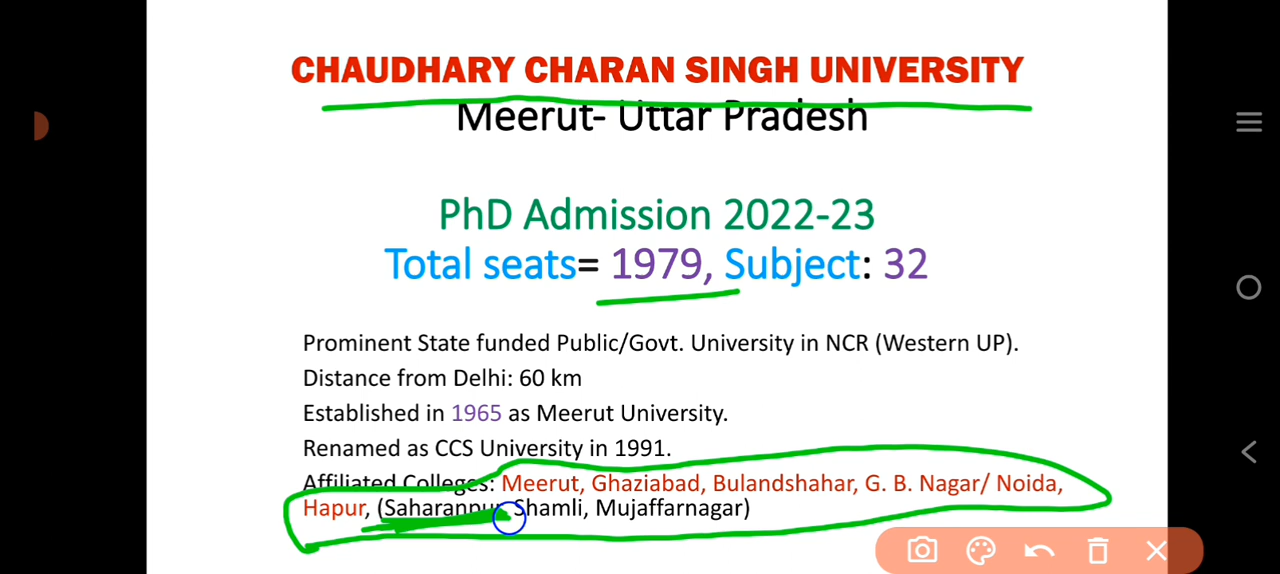 CHAUDHARY CHARAN SINGH UNIVERSITY
Meerut- Uttar Pradesh
PhD Admission 2022-23
Total seats= 1979, Subject: 32
Prominent State funded Public/Govt. University in NCR (Western UP).
Distance from Delhi: 60 km
Established in 1965 as Meerut University.
Renamed as CCS University in 1991.
Affiliated Colleges: Meerut, Ghaziabad, Bulandshahar, G. B. Nagar/ Noida,
Hapur, (Saharanpur, Shamli, Mujaffarnagar)